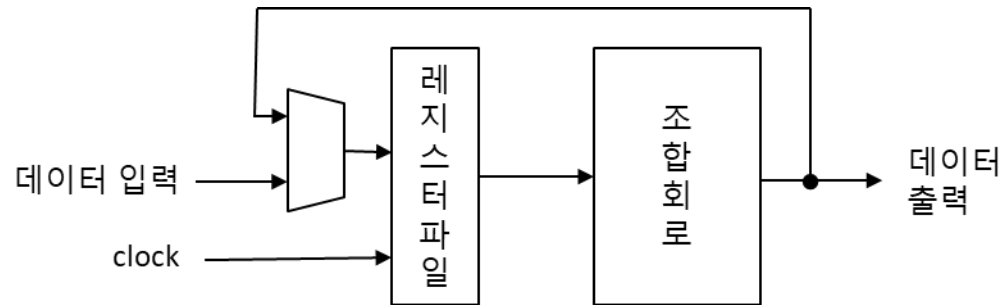 데이터 입력
clock
레
지
스
터
파
일
조
합
회
로
데이터
출력